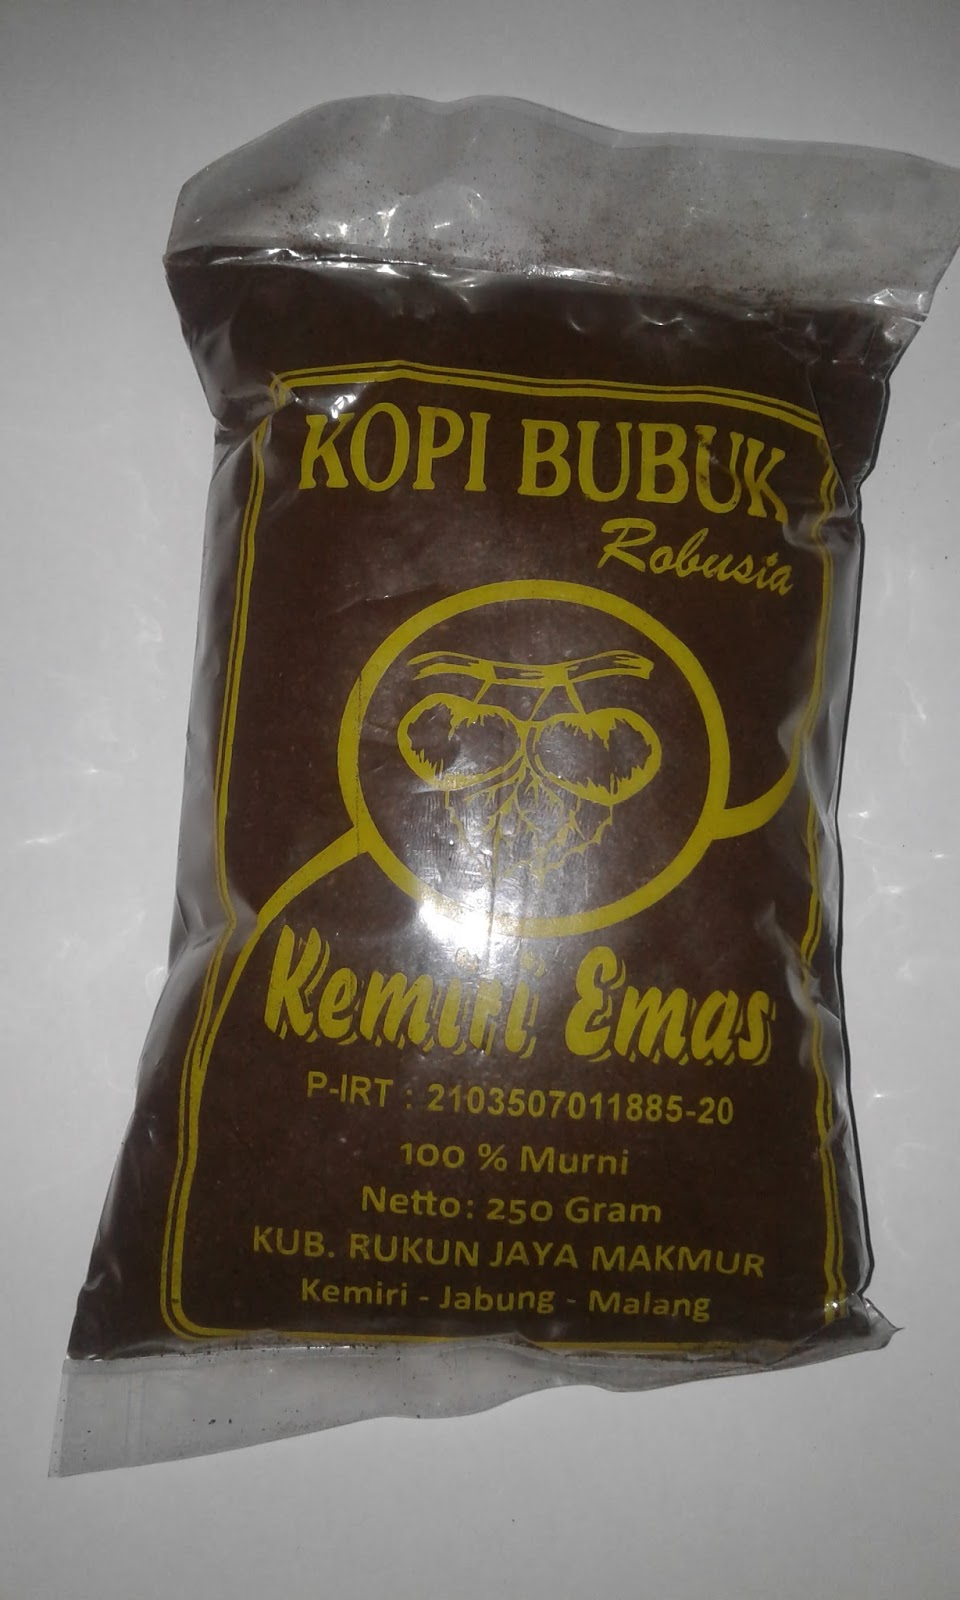 KOPI BUBUK
Robusta
Kemiri Emas
P-IRT : 2103507011885-20
100 % Murni
Netto: 250 Gram
KUB. RUKUN JAYA MAKMUR
Kemiri - Jabung - Malang